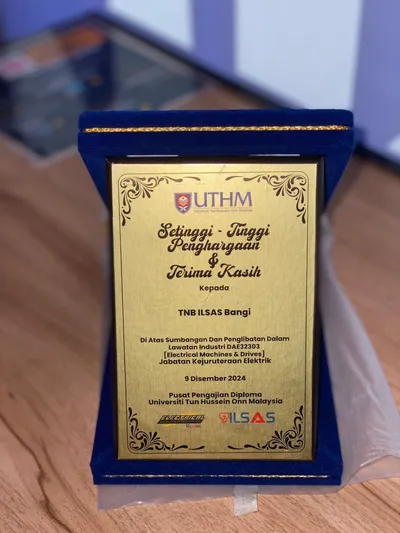 UTHM
Setinggi - Tinggi
Penghargaan
&
Terima Kasih
Kepada
TNB ILSAS Bangi
Di Atas Sumbangan Dan Penglibatan Dalam
Lawatan Industri DAE32303
[Electrical Machines & Drives]
Jabatan Kejuruteraan Elektrik
9 Disember 2024
Pusat Pengajian Diploma
Universiti Tun Hussein Onn Malaysia
ELECTRICAL ILSAS